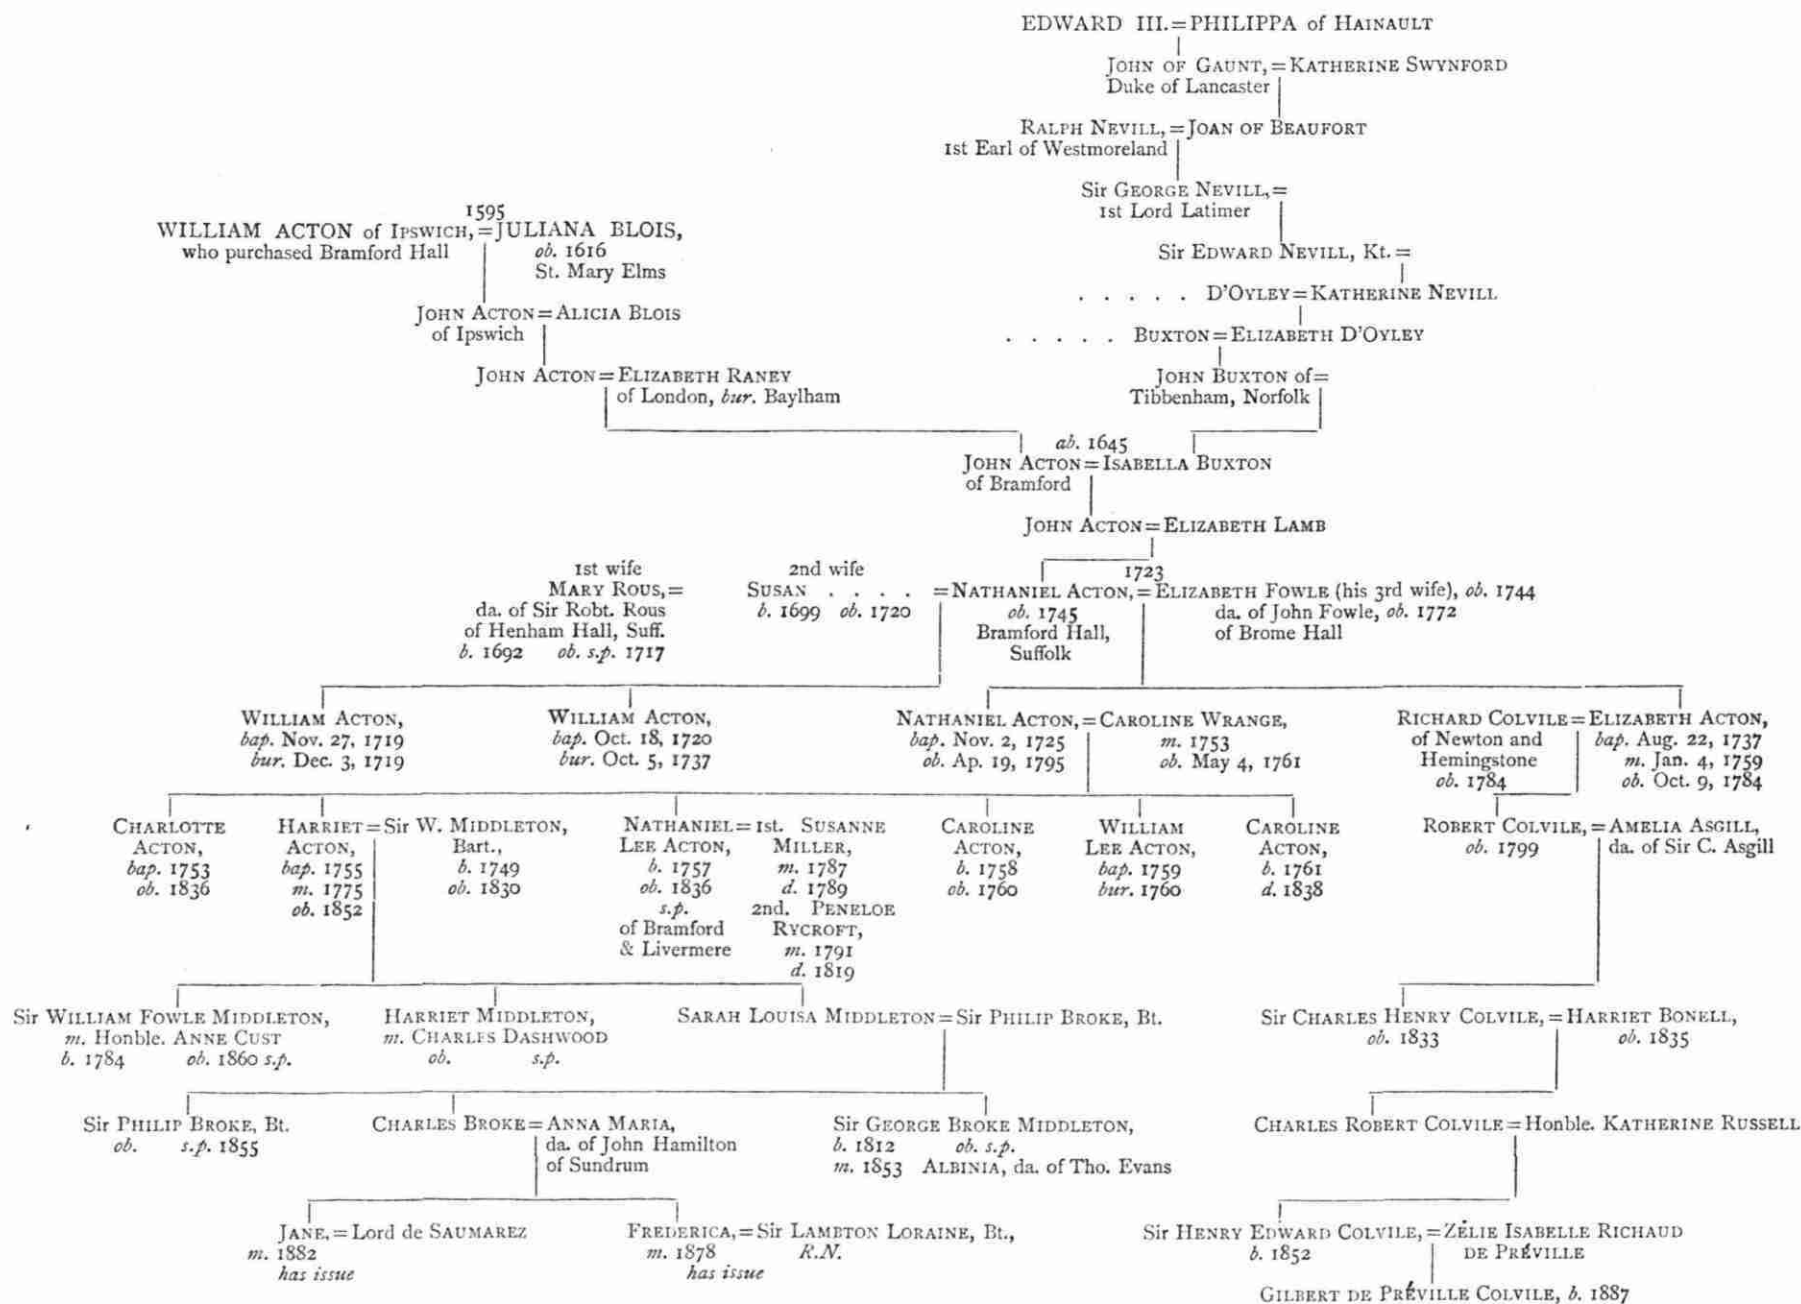 EDWARD III.=PHILIPPA of HAINAULT
JOHN OF GAUNT,=KATHERINE SWYNFORD
Duke of Lancaster
RALPH NEVILL,=JOAN OF BEAUFORT
1st Earl of Westmoreland
Sir GEORGE NEVILL,=
1st Lord Latimer
1595
WILLIAM ACTON of IPSWICH,=JULIANA BLOIS,
who purchased Bramford Hall ob. 1616
St. Mary Elms
Sir EDWARD NEVILL, Kt.=
. . . . . D'OYLEY=KATHERINE NEVILL
JOHN ACTON=ALICIA BLOIS
of Ipswich
. . . . . BUXTON=ELIZABETH D'OYLEY
JOHN ACTON=ELIZABETH RANEY
of London, bur. Baylham
JOHN BUXTON of=
Tibbenham, Norfolk
ab. 1645
JOHN ACTON=ISABELLA BUXTON
of Bramford
JOHN ACTON=ELIZABETH LAMB
1st wife
MARY ROUS,=
da. of Sir Robt. Rous
of Henham Hall, Suff.
b. 1692 ob. s.p. 1717
2nd wife
SUSAN . . . .
b. 1699 ob. 1720
1723
=NATHANIEL ACTON,=ELIZABETH FOWLE (his 3rd wife), ob. 1744
ob. 1745 da. of John Fowle, ob. 1772
Bramford Hall, of Brome Hall
Suffolk
WILLIAM ACTON,
bap. Nov. 27, 1719
bur. Dec. 3, 1719
WILLIAM ACTON,
bap. Oct. 18, 1720
bur. Oct. 5, 1737
NATHANIEL ACTON,=CAROLINE WRANGE,
bap. Nov. 2, 1725 m. 1753
ob. Ap. 19, 1795 ob. May 4, 1761
RICHARD COLVILE=ELIZABETH ACTON,
of Newton and bap. Aug. 22, 1737
Hemingstone m. Jan. 4, 1759
ob. 1784 ob. Oct. 9, 1784
CHARLOTTE
ACTON,
bap. 1753
ob. 1836
HARRIET=Sir W. MIDDLETON,
ACTON, Bart.,
bap. 1755 b. 1749
m. 1775 ob. 1830
ob. 1852
NATHANIEL=1st. SUSANNE
LEE ACTON, MILLER,
b. 1757 m. 1787
ob. 1836 d. 1789
s.p. 2nd. PENELOE
of Bramford RYCROFT,
& Livermere m. 1791
d. 1819
CAROLINE
ACTON,
b. 1758
ob. 1760
WILLIAM
LEE ACTON,
bap. 1759
bur. 1760
CAROLINE
ACTON,
b. 1761
d. 1838
ROBERT COLVILE,=AMELIA ASGILL,
ob. 1799 da. of Sir C. Asgill
Sir WILLIAM FOWLE MIDDLETON,
m. Honble. ANNE CUST
b. 1784 ob. 1860 s.p.
HARRIET MIDDLETON,
m. CHARLES DASHWOOD
ob. s.p.
SARAH LOUISA MIDDLETON=Sir PHILIP BROKE, Bt.
Sir CHARLES HENRY COLVILE,=HARRIET BONELL,
ob. 1833 ob. 1835
Sir PHILIP BROKE, Bt.
ob. s.p. 1855
CHARLES BROKE=ANNA MARIA,
da. of John Hamilton
of Sundrum
Sir GEORGE BROKE MIDDLETON,
b. 1812 ob. s.p.
m. 1853 ALBINIA, da. of Tho. Evans
CHARLES ROBERT COLVILE=Honble. KATHERINE RUSSELL
JANE,=Lord de SAUMAREZ
m. 1882
has issue
FREDERICA,=Sir LAMBTON LORAINE, Bt.,
m. 1878 R.N.
has issue
Sir HENRY EDWARD COLVILE,=ZÉLIE ISABELLE RICHAUD
b. 1852 DE PRÉVILLE
GILBERT DE PRÉVILLE COLVILE, b. 1887